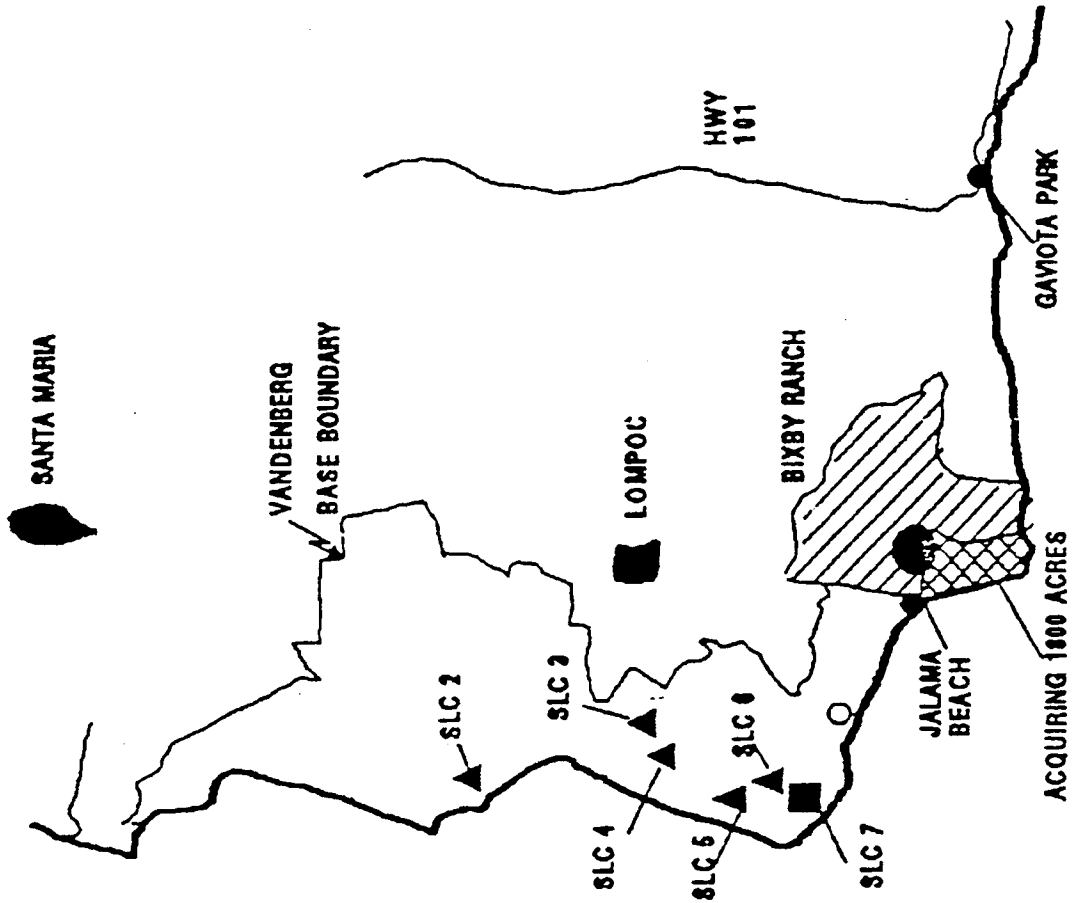 SANTA MARIA
VANDENBERG
BASE BOUNDARY
HWY
101
SLC 2
SLC 3
LOMPOC
SLC 4
SLC 5
SLC 6
SLC 7
BIXBY RANCH
JALAMA
BEACH
GAVIOTA PARK
ACQUIRING 1800 ACRES